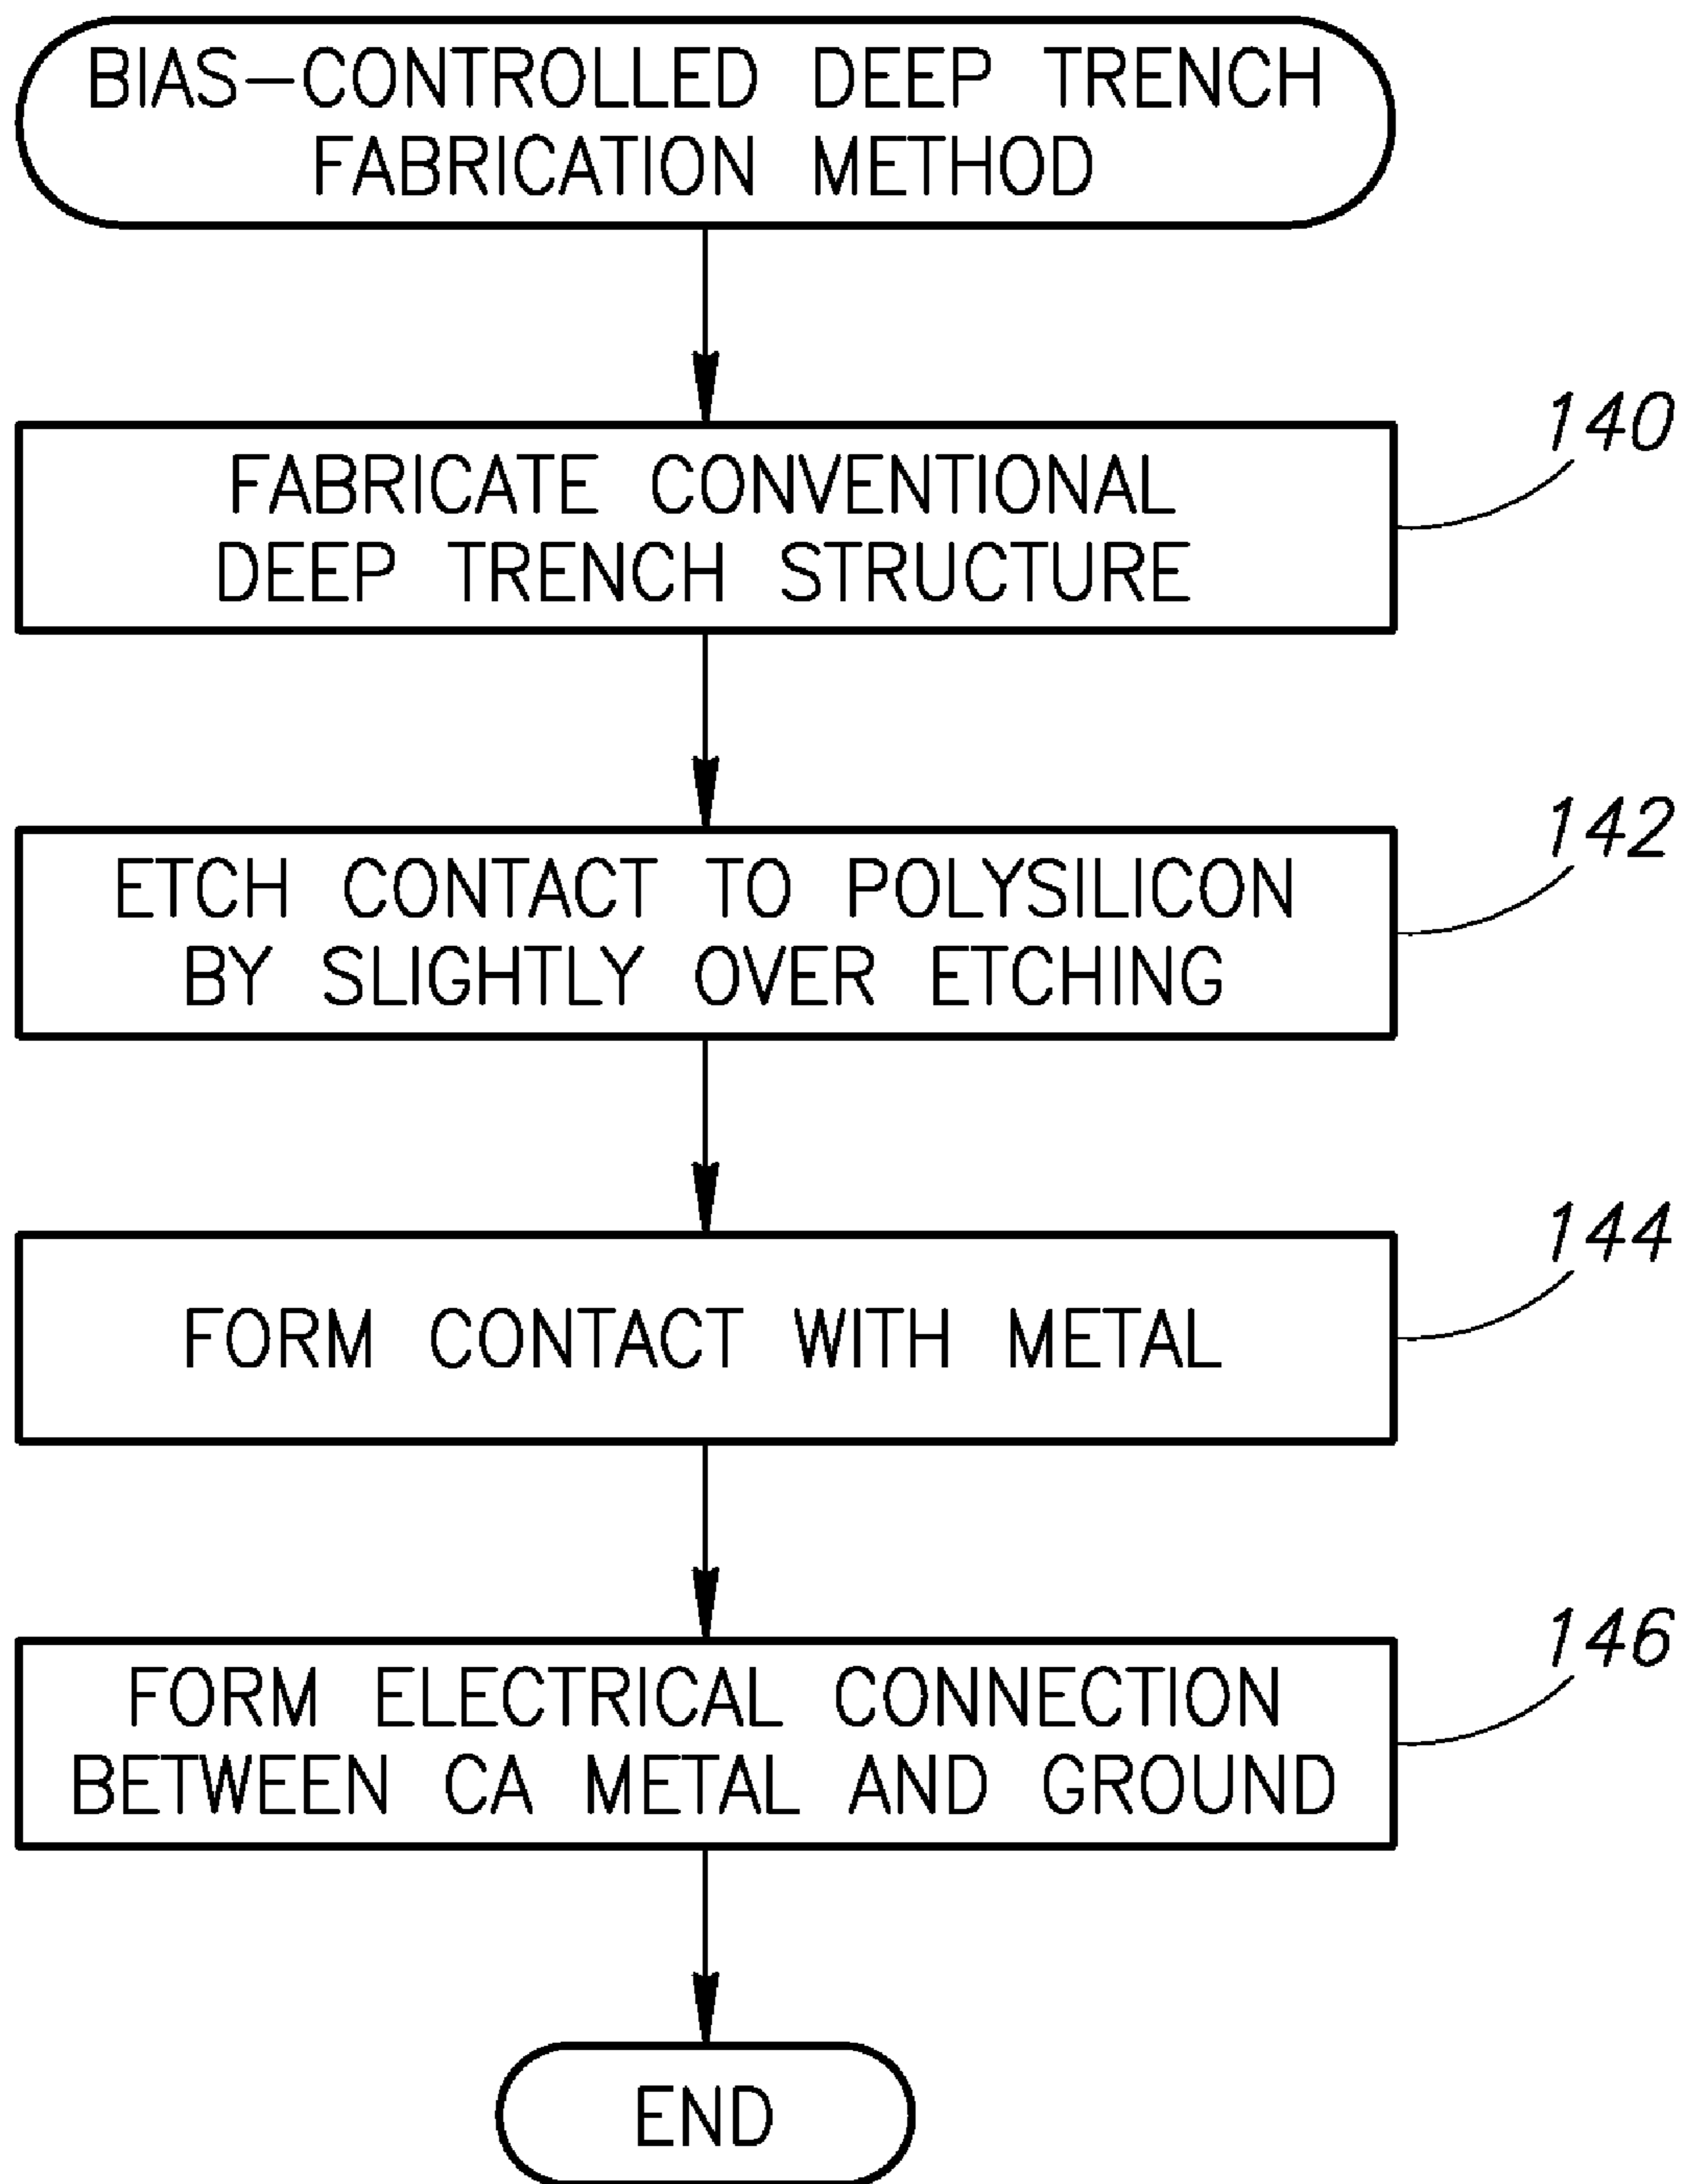 BIAS-CONTROLLED DEEP TRENCH
FABRICATION METHOD
140
FABRICATE CONVENTIONAL
DEEP TRENCH STRUCTURE
142
ETCH CONTACT TO POLYSILICON
BY SLIGHTLY OVER ETCHING
144
FORM CONTACT WITH METAL
146
FORM ELECTRICAL CONNECTION
BETWEEN CA METAL AND GROUND
END